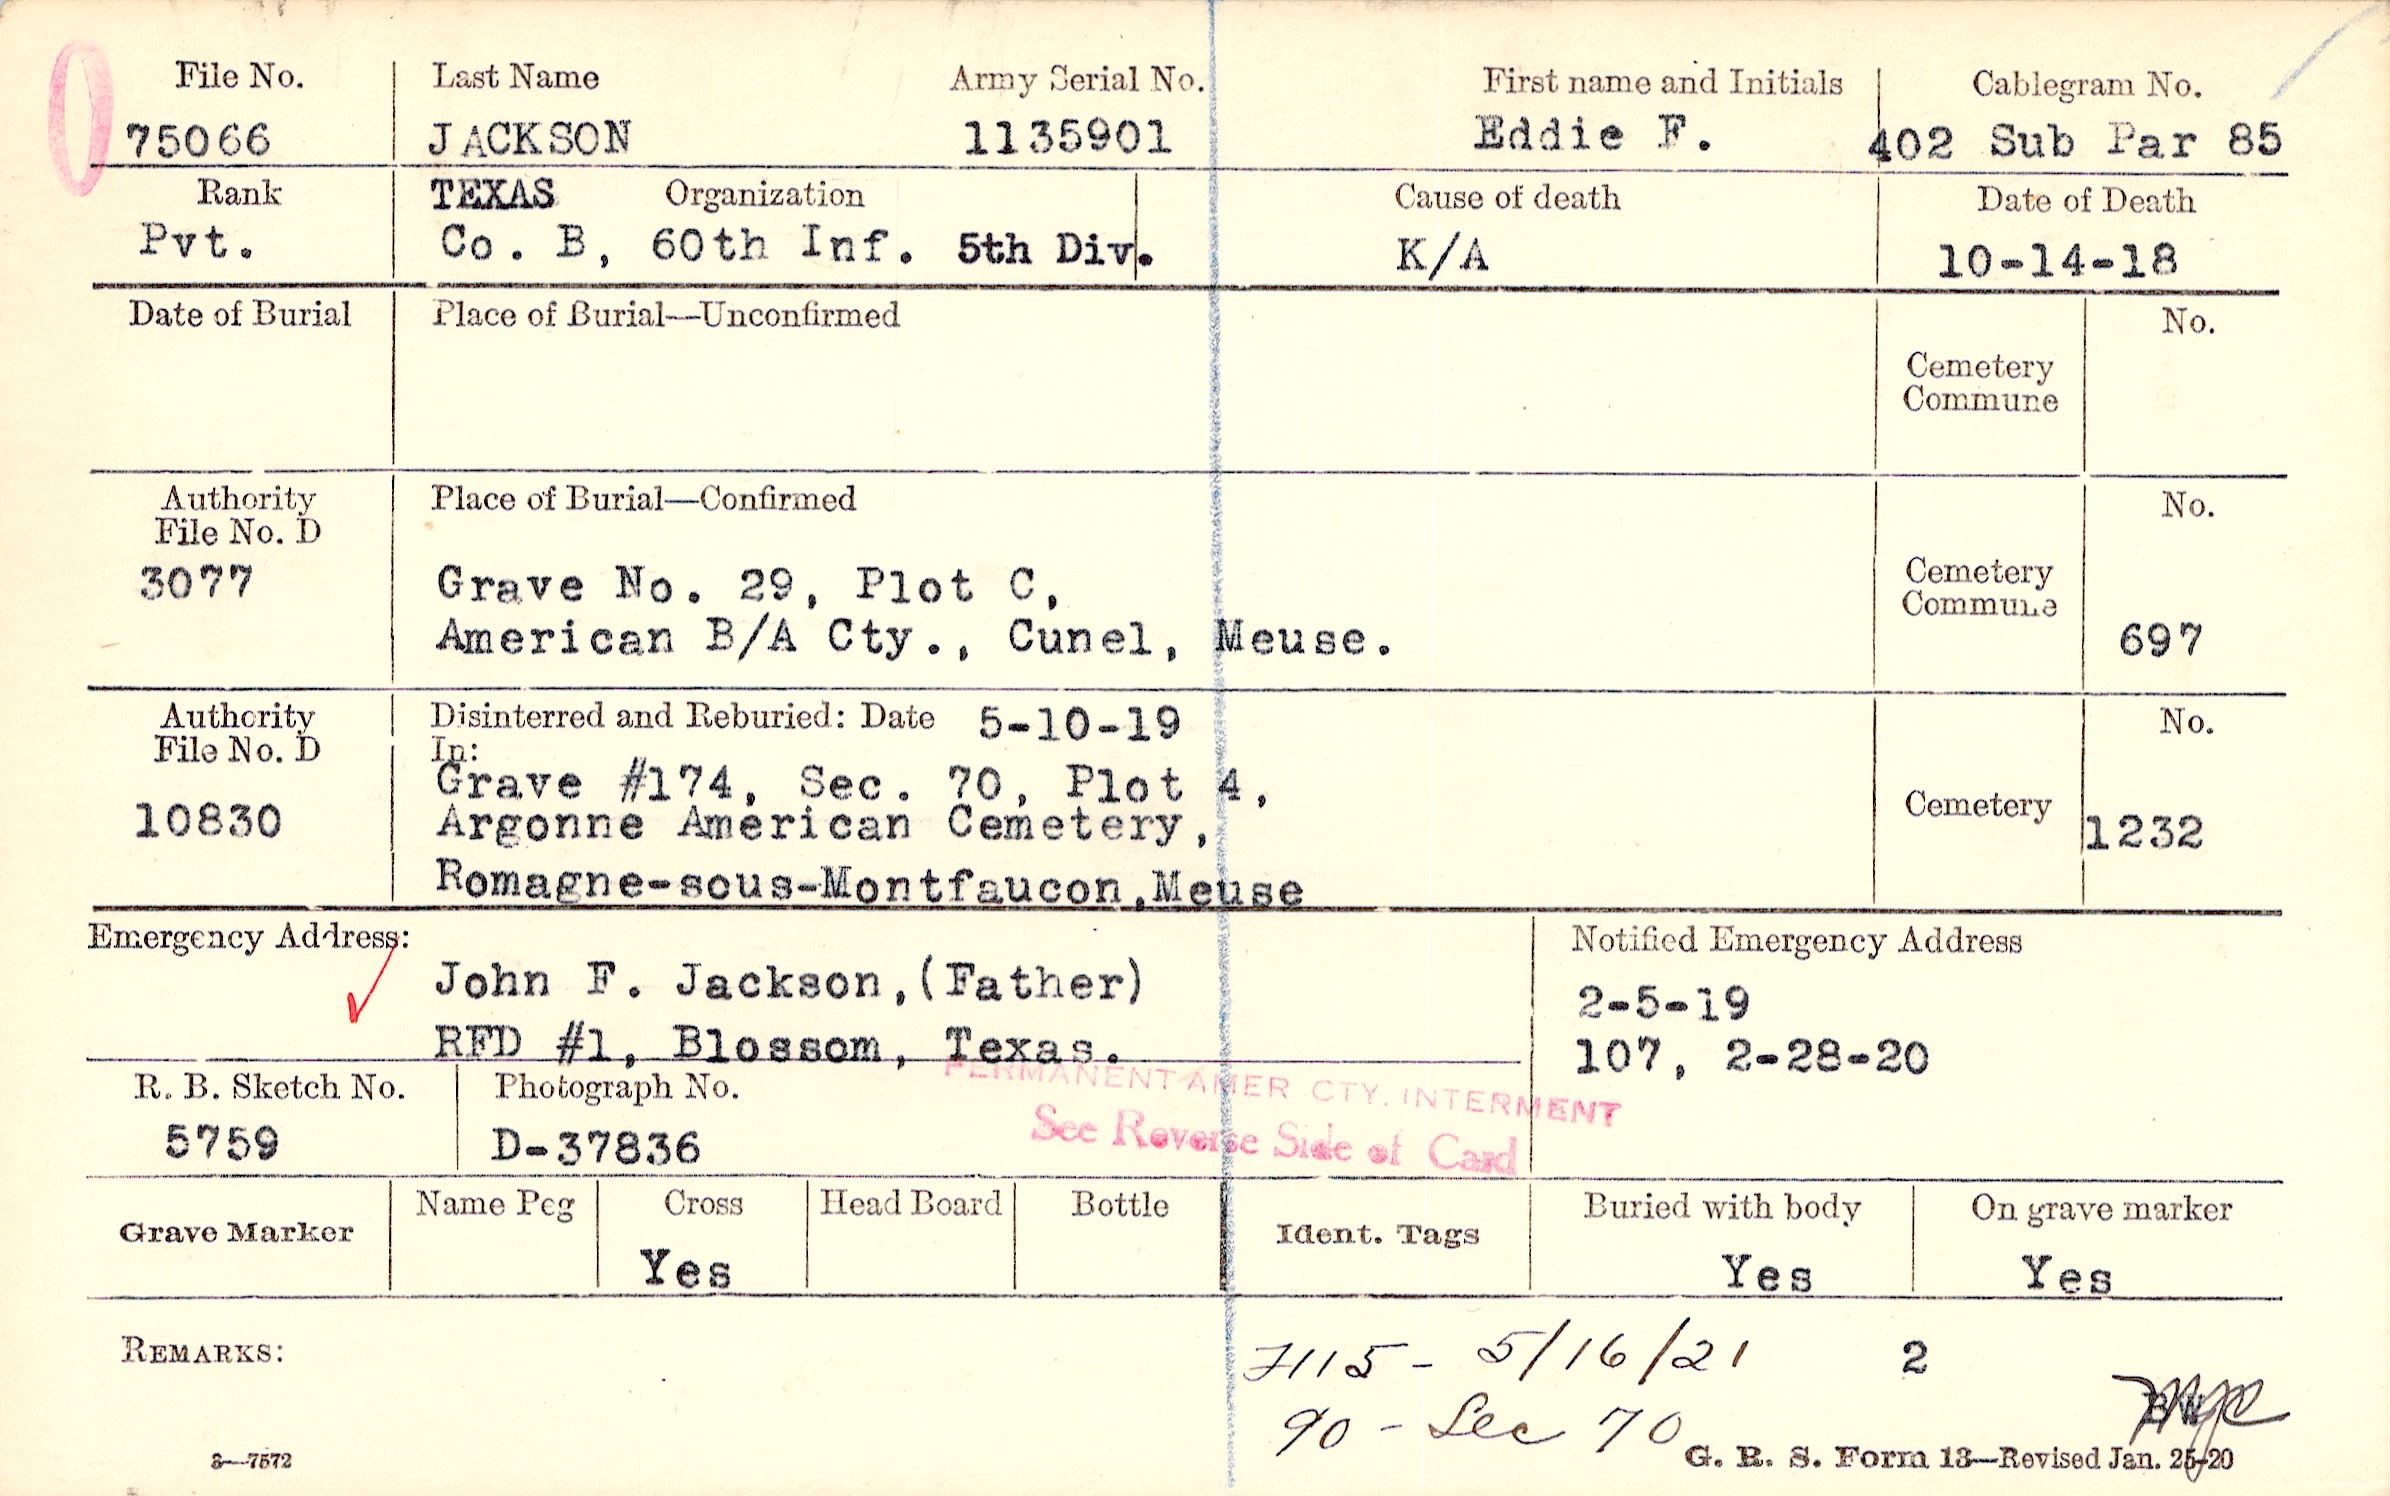 File No. Last Name Army Serial No. First name and Initials Cablegram No.
75066 JACKSON 1135901 Eddie F. 402 Sub Par 85
Rank TEXAS Organization Cause of death Date of Death
Pvt. Co. B, 60th Inf. 5th Div. K/A 10-14-18
Date of Burial Place of Burial—Unconfirmed No.
Cemetery
Commune
Authority Place of Burial—Confirmed No.
File No. D
3077 Grave No. 29, Plot C, Cemetery
Commune
American B/A Cty., Cunel, Meuse. 697
Authority Disinterred and Reburied: Date 5-10-19 No.
File No. D In:
Grave #174, Sec. 70, Plot 4,
10830 Argonne American Cemetery, Cemetery 1232
Romagne-sous-Montfaucon,Meuse
Emergency Address: Notified Emergency Address
John F. Jackson,(Father) 2-5-19
RFD #1, Blossom, Texas. 107, 2-28-20
PERMANENT AMER CTY. INTERMENT
R. B. Sketch No. Photograph No. See Reverse Side of Card
5759 D-37836
Grave Marker Name Peg Cross Head Board Bottle Ident. Tags Buried with body On grave marker
Yes Yes Yes
REMARKS: 7115 - 5/16/21 2
90 - Sec 70
3—7572 G. R. S. Form 13—Revised Jan. 25-20